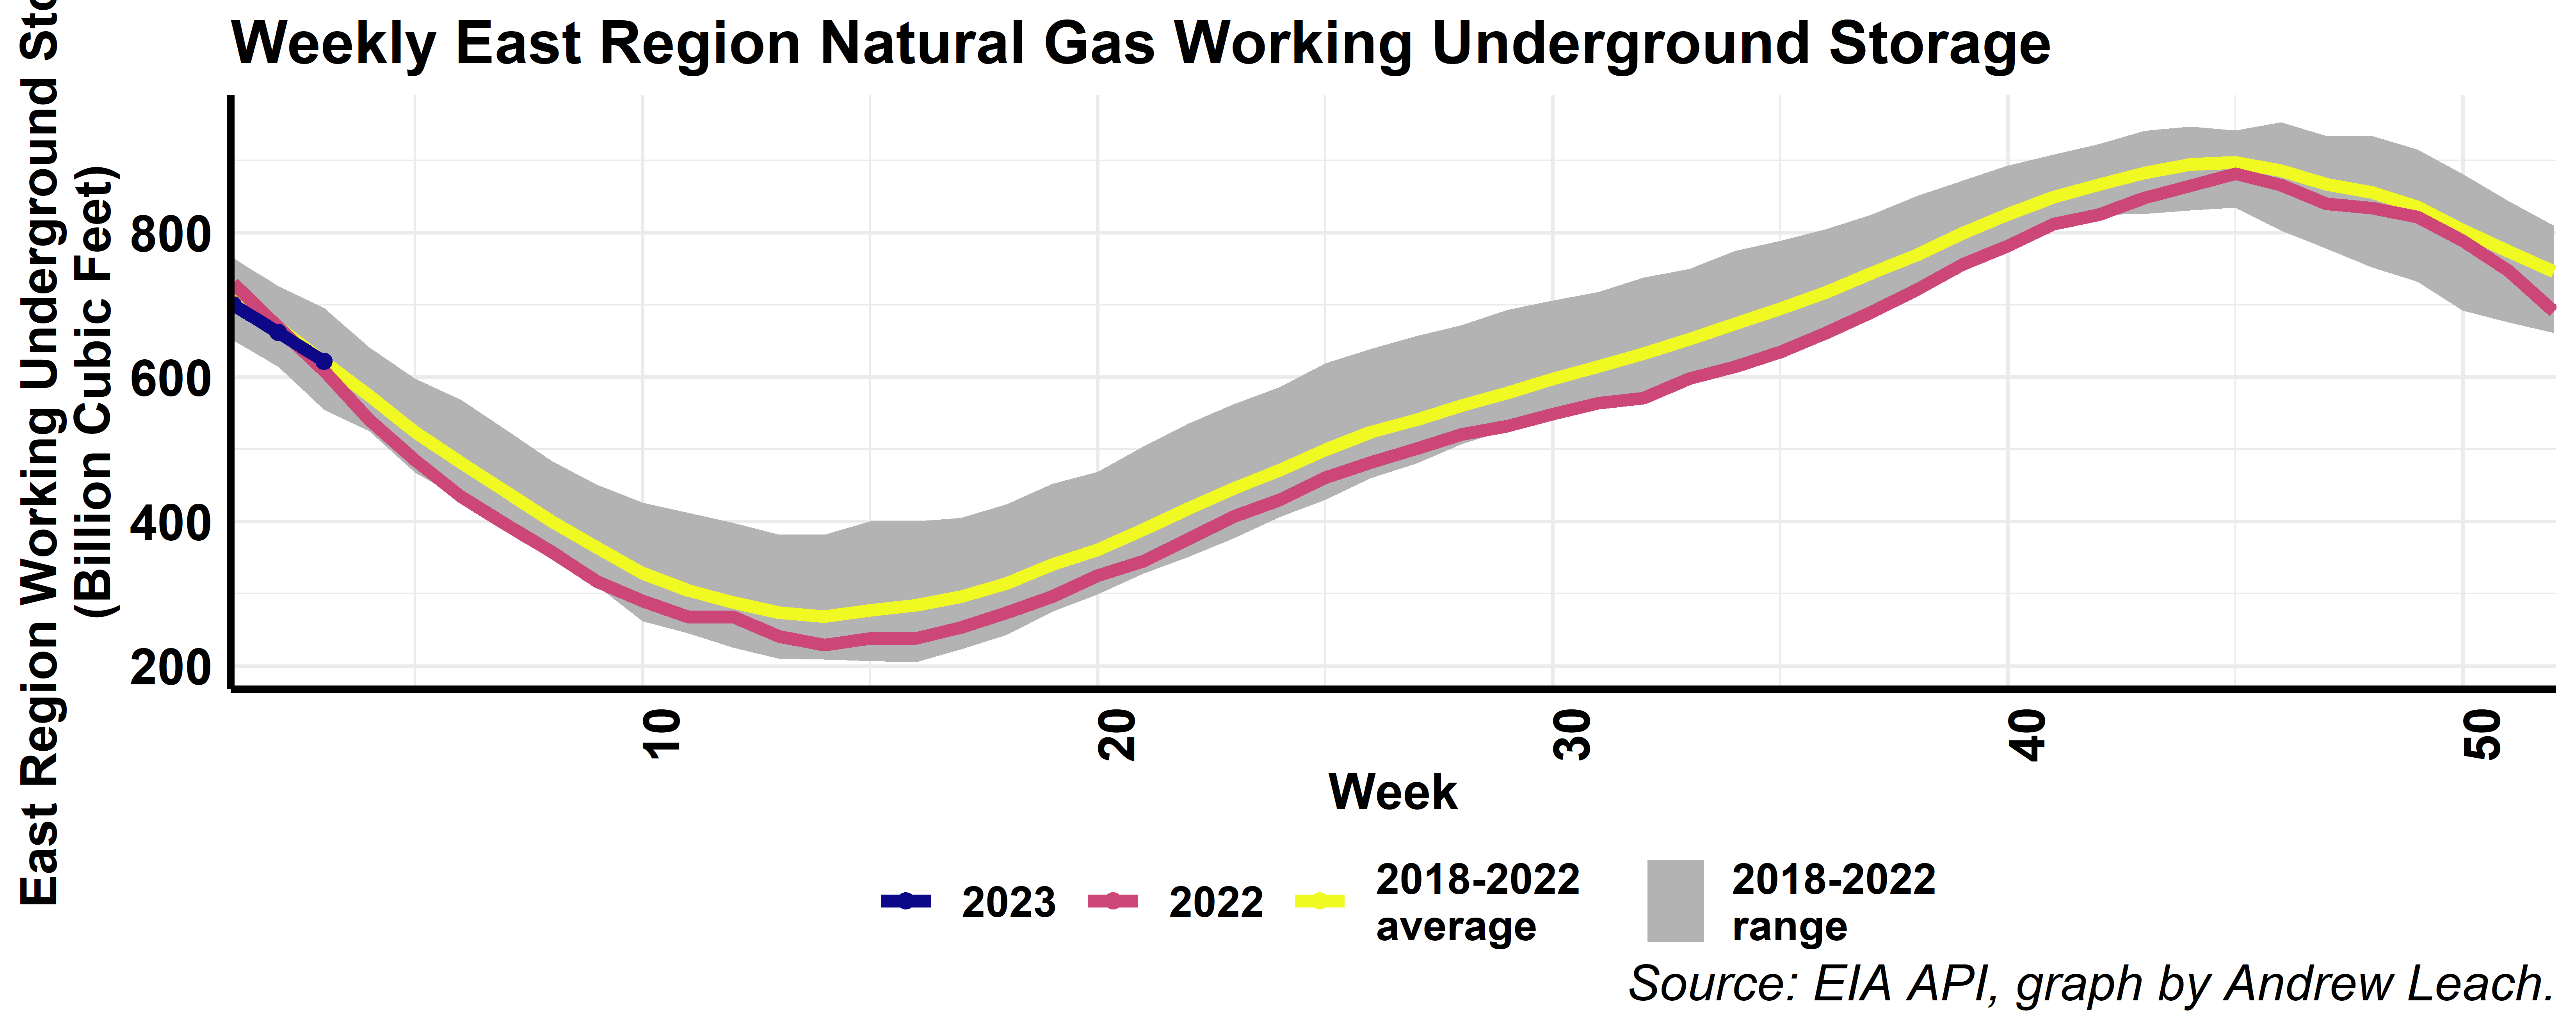 Weekly East Region Natural Gas Working Underground Storage
East Region Working Underground
(Billion Cubic Feet)
800
600
400
200
10
20
30
40
50
Week
2023
2022
2018-2022
average
2018-2022
range
Source: EIA API, graph by Andrew Leach.